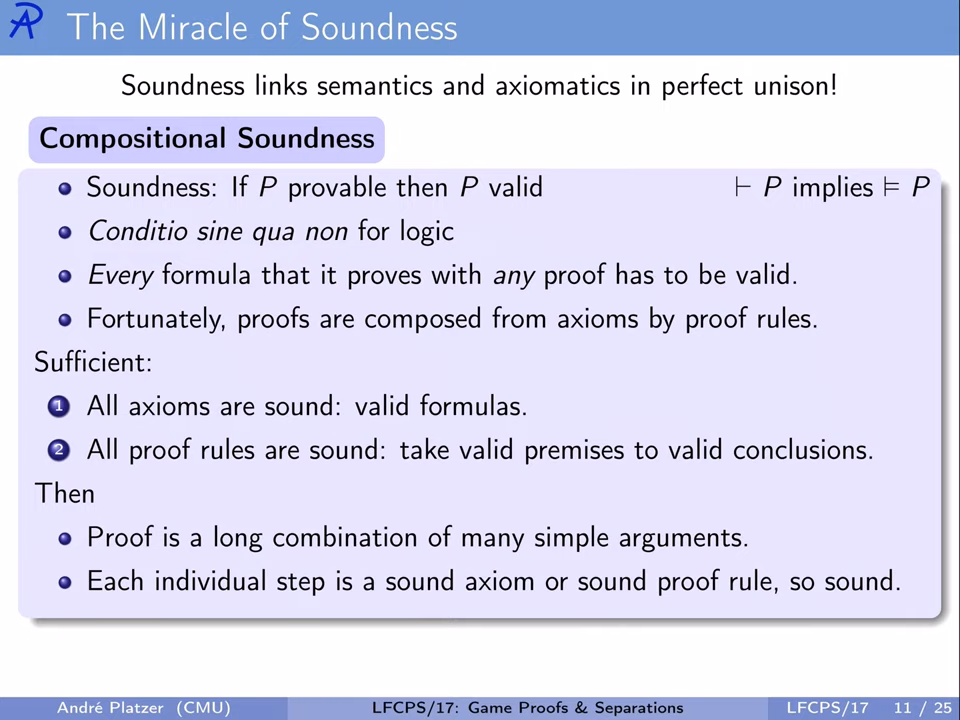 The Miracle of Soundness
Soundness links semantics and axiomatics in perfect unison!
Compositional Soundness
Soundness: If P provable then P valid ⊢ P implies ⊨ P
Conditio sine qua non for logic
Every formula that it proves with any proof has to be valid.
Fortunately, proofs are composed from axioms by proof rules.
Sufficient:
1 All axioms are sound: valid formulas.
2 All proof rules are sound: take valid premises to valid conclusions.
Then
Proof is a long combination of many simple arguments.
Each individual step is a sound axiom or sound proof rule, so sound.
André Platzer (CMU) LFCPS/17: Game Proofs & Separations LFCPS/17 11 / 25